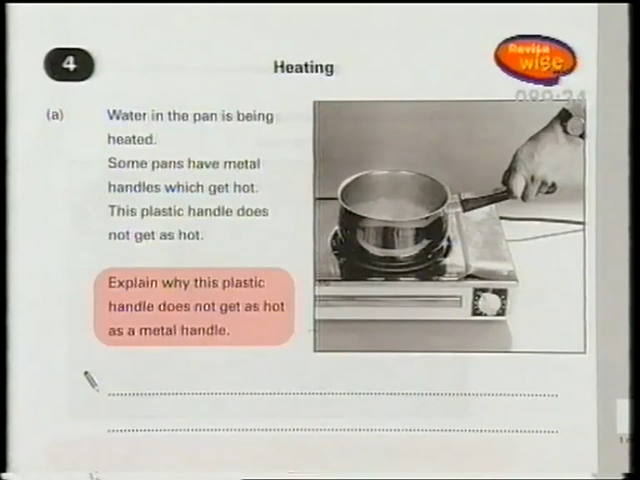 4
Heating
Revise
wise
(a)
Water in the pan is being
heated.
Some pans have metal
handles which get hot.
This plastic handle does
not get as hot.
Explain why this plastic
handle does not get as hot
as a metal handle.